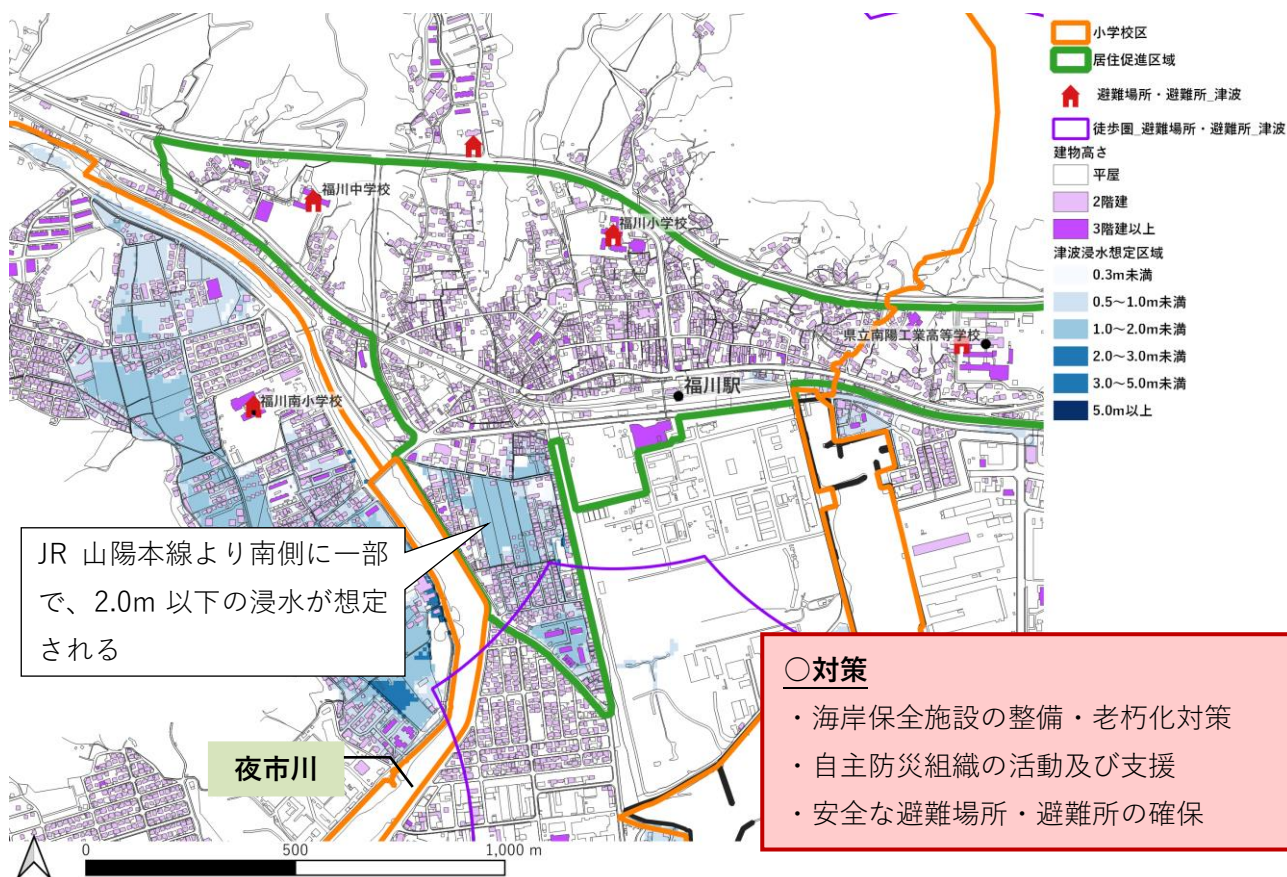 小学校区
居住促進区域
避難場所・避難所_津波
徒歩圏_避難場所・避難所_津波
建物高さ
平屋
2階建
3階建以上
津波浸水想定区域
0.3m未満
0.5～1.0m未満
1.0～2.0m未満
2.0～3.0m未満
3.0～5.0m未満
5.0m以上
福川中学校
福川小学校
県立南陽工業高等学校
福川駅
福川南小学校
JR 山陽本線より南側に一部
で、2.0m 以下の浸水が想定
される
夜市川
○対策
・海岸保全施設の整備・老朽化対策
・自主防災組織の活動及び支援
・安全な避難場所・避難所の確保
0 500 1,000 m